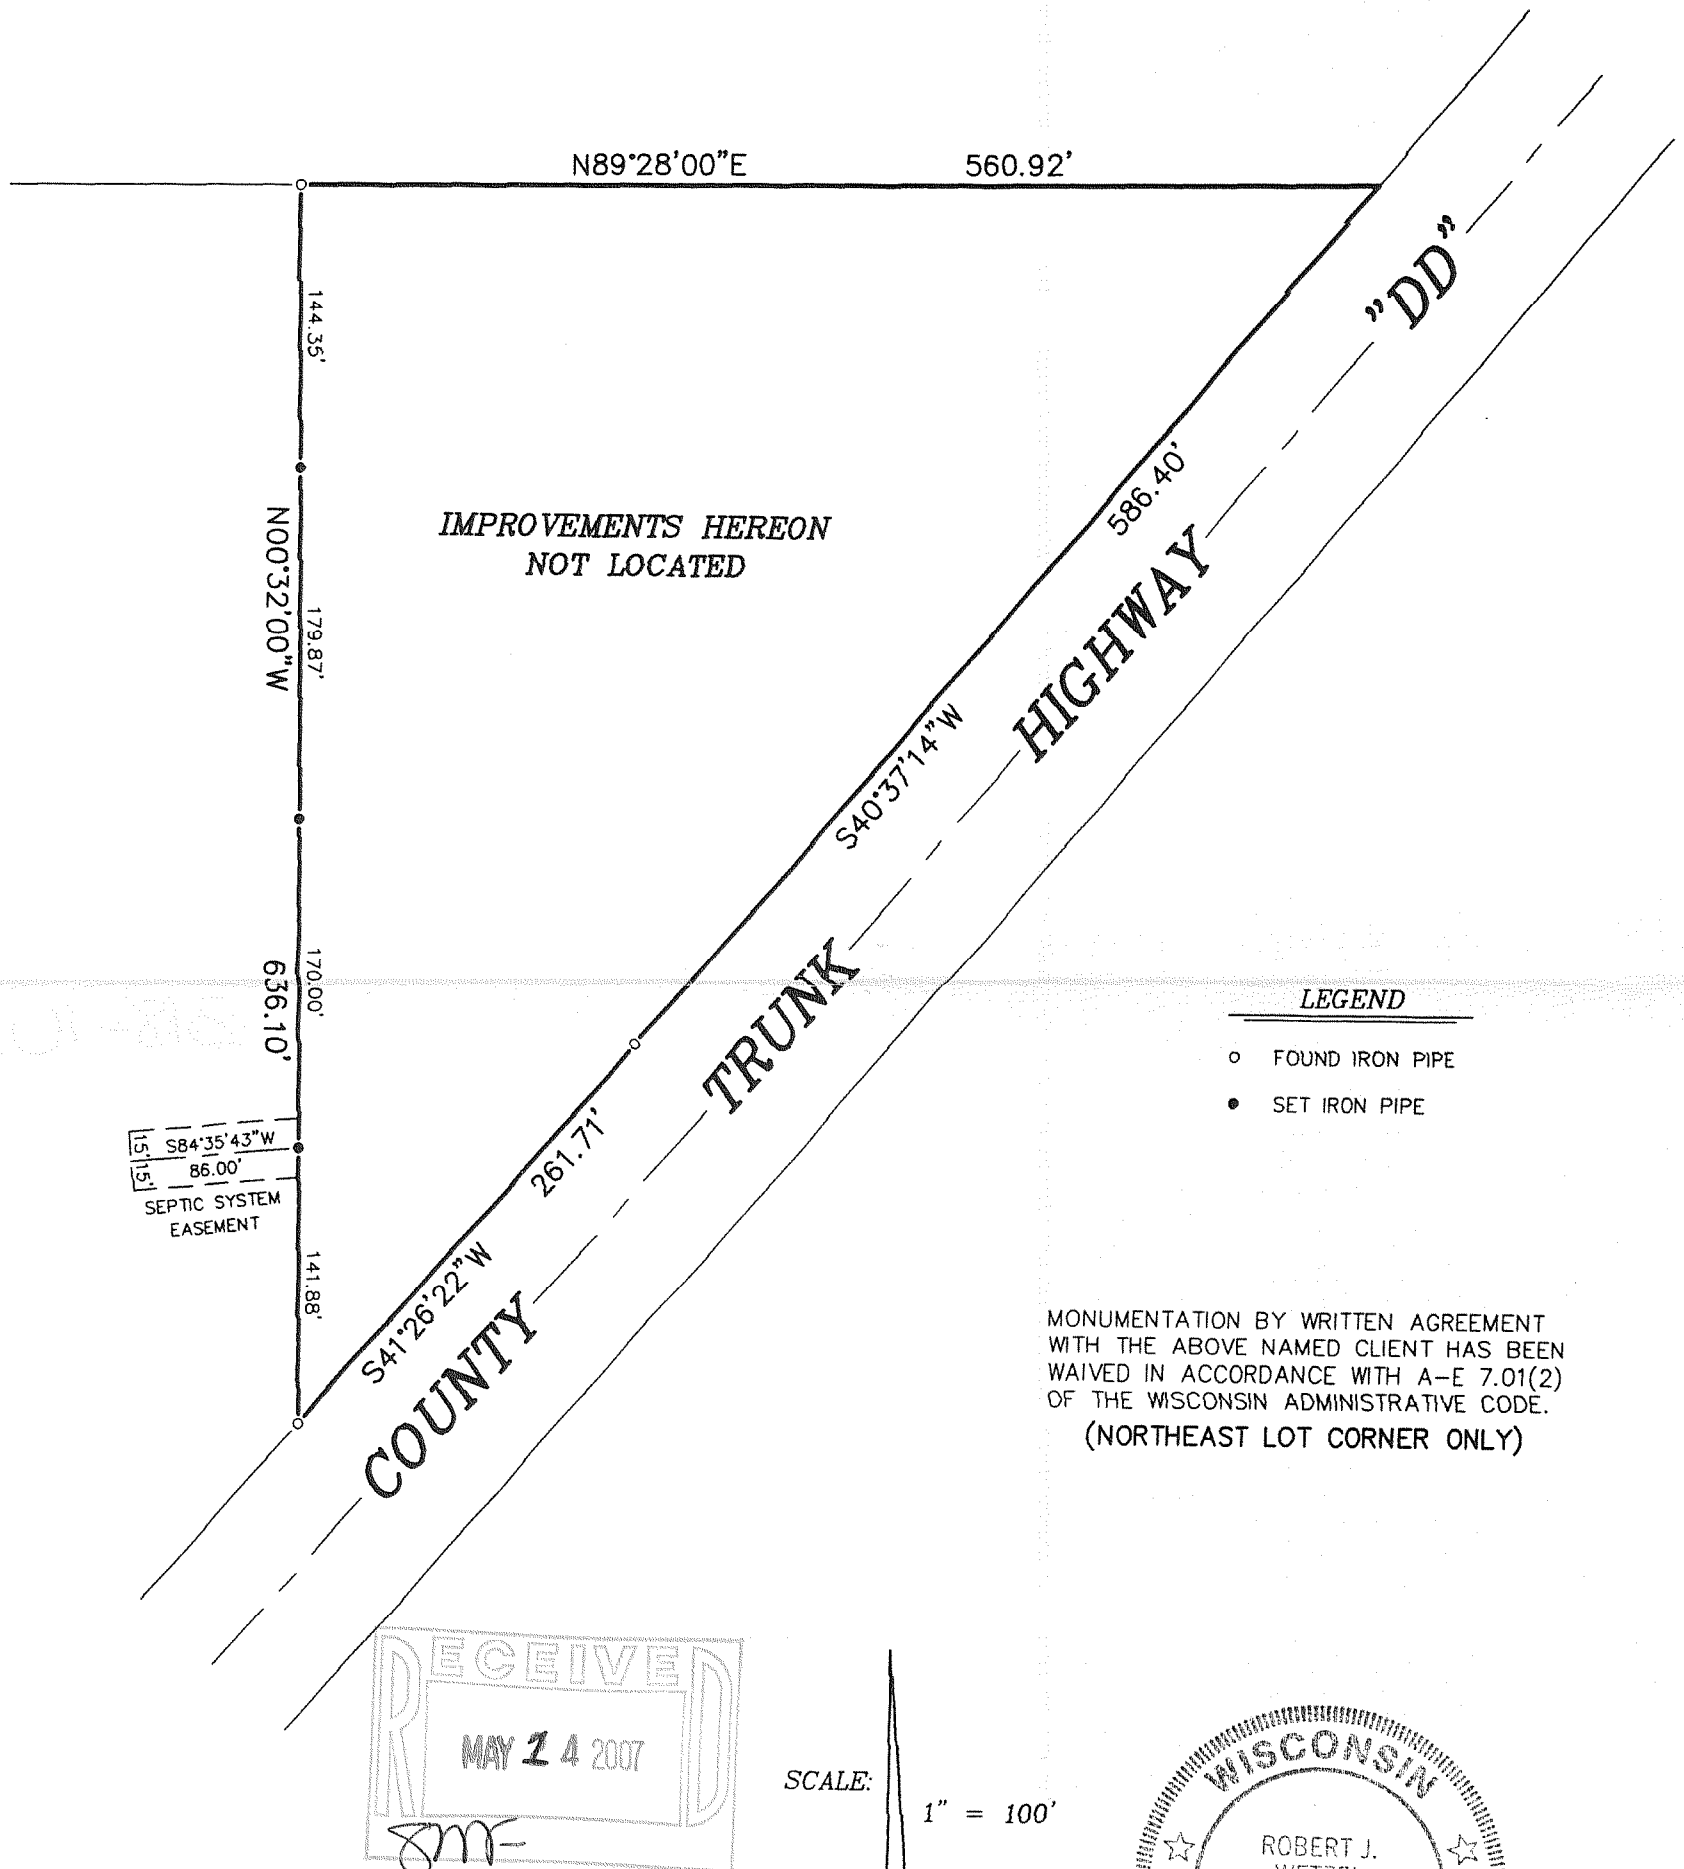 N89°28'00"E 560.92'
144.35'
"DD"
586.40'
IMPROVEMENTS HEREON
NOT LOCATED
N00°32'00"W
179.87'
HIGHWAY
S40°37'14"W
170.00'
636.10'
TRUNK
LEGEND
○ FOUND IRON PIPE
● SET IRON PIPE
15' S84°35'43"W
15' 86.00'
SEPTIC SYSTEM
EASEMENT
261.71'
141.88'
S41°26'22"W
COUNTY
MONUMENTATION BY WRITTEN AGREEMENT
WITH THE ABOVE NAMED CLIENT HAS BEEN
WAIVED IN ACCORDANCE WITH A-E 7.01(2)
OF THE WISCONSIN ADMINISTRATIVE CODE.
(NORTHEAST LOT CORNER ONLY)
RECEIVED
MAY 14 2007
SCALE:
1" = 100'
WISCONSIN
ROBERT J.